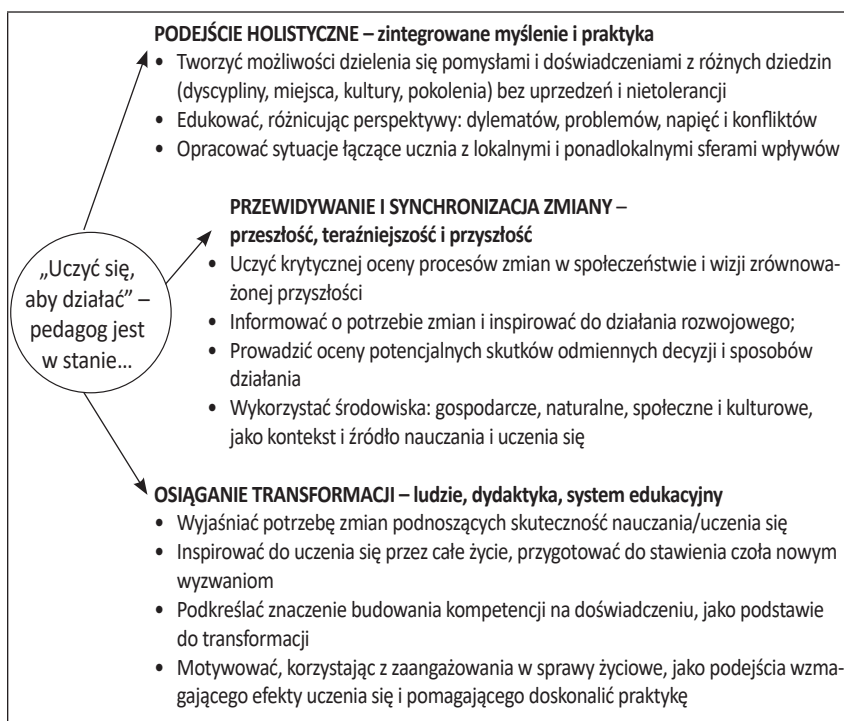 PODEJŚCIE HOLISTYCZNE – zintegrowane myślenie i praktyka
• Tworzyć możliwości dzielenia się pomysłami i doświadczeniami z różnych dziedzin
(dyscypliny, miejsca, kultury, pokolenia) bez uprzedzeń i nietolerancji
• Edukować, różnicując perspektywy: dylematów, problemów, napięć i konfliktów
• Opracować sytuacje łączące ucznia z lokalnymi i ponadlokalnymi sferami wpływów
„Uczyć się,
aby działać” –
pedagog jest
w stanie...
PRZEWIDYWANIE I SYNCHRONIZACJA ZMIANY –
przeszłość, teraźniejszość i przyszłość
• Uczyć krytycznej oceny procesów zmian w społeczeństwie i wizji zrównowa-
żonej przyszłości
• Informować o potrzebie zmian i inspirować do działania rozwojowego;
• Prowadzić oceny potencjalnych skutków odmiennych decyzji i sposobów
działania
• Wykorzystać środowiska: gospodarcze, naturalne, społeczne i kulturowe,
jako kontekst i źródło nauczania i uczenia się
OSIĄGANIE TRANSFORMACJI – ludzie, dydaktyka, system edukacyjny
• Wyjaśniać potrzebę zmian podnoszących skuteczność nauczania/uczenia się
• Inspirować do uczenia się przez całe życie, przygotować do stawienia czoła nowym
wyzwaniom
• Podkreślać znaczenie budowania kompetencji na doświadczeniu, jako podstawie
do transformacji
• Motywować, korzystając z zaangażowania w sprawy życiowe, jako podejścia wzma-
gającego efekty uczenia się i pomagającego doskonalić praktykę